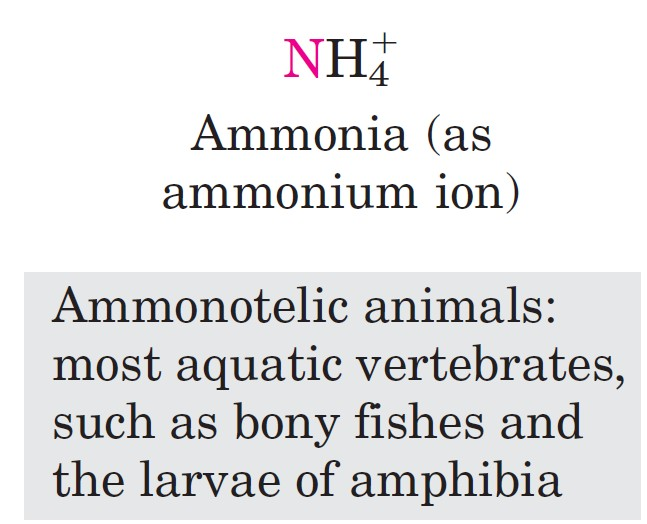 NH₄⁺
Ammonia (as
ammonium ion)
Ammonotelic animals:
most aquatic vertebrates,
such as bony fishes and
the larvae of amphibia